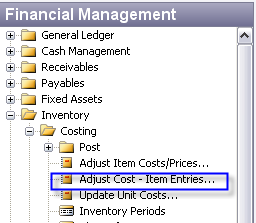 Financial Management
General Ledger
Cash Management
Receivables
Payables
Fixed Assets
Inventory
Costing
Post
Adjust Item Costs/Prices...
Adjust Cost - Item Entries...
Update Unit Costs...
Inventory Periods